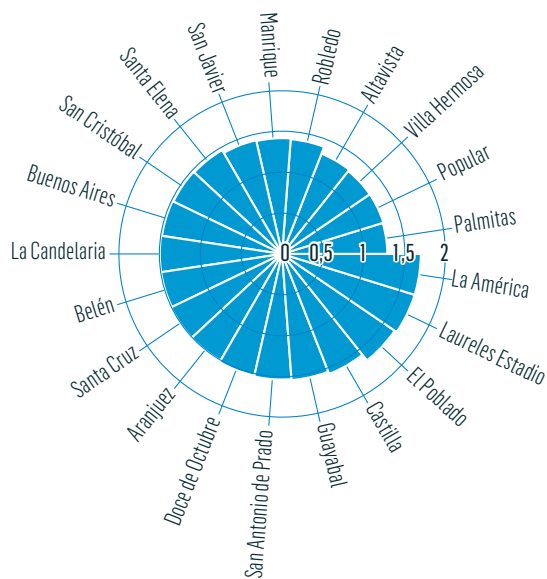 Manrique
Robledo
Altavista
Villa Hermosa
Popular
Palmitas
La América
Laureles Estadio
El Poblado
Castilla
Guayabal
San Antonio de Prado
Doce de Octubre
Aranjuez
Santa Cruz
Belén
La Candelaria
Buenos Aires
San Cristóbal
Santa Elena
San Javier
0 0,5 1 1,5 2